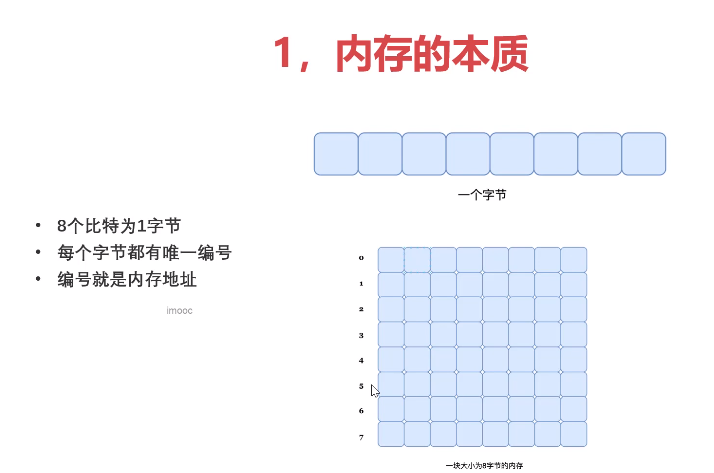 1，内存的本质
一个字节
8个比特为1字节
每个字节都有唯一编号
编号就是内存地址
imooc
0
1
2
3
4
5
6
7
一块大小为8字节的内存